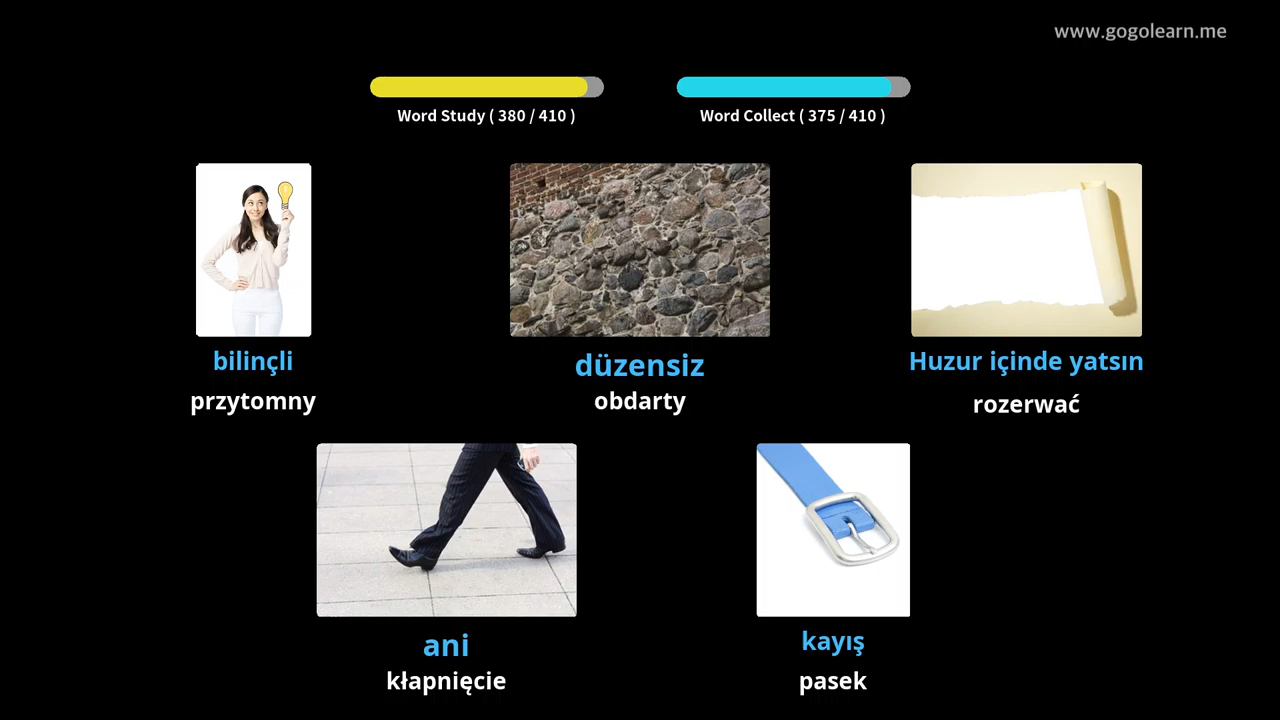 www.gogolearn.me
Word Study ( 380 / 410 )
Word Collect ( 375 / 410 )
bilinçli
przytomny
düzensiz
obdarty
Huzur içinde yatsın
rozerwać
ani
kłapnięcie
kayış
pasek